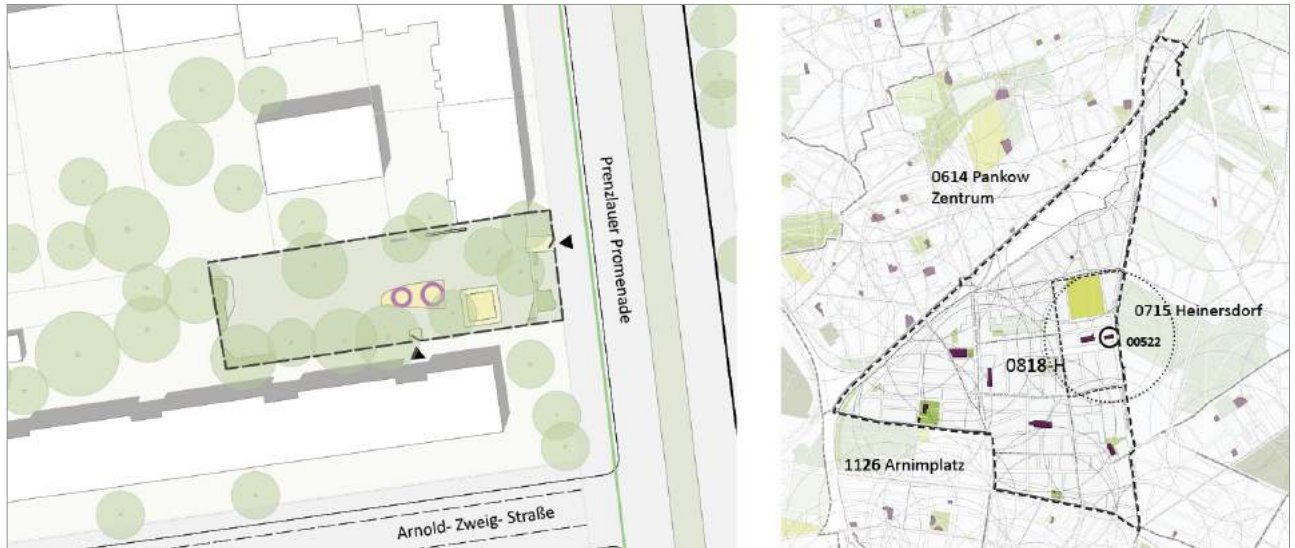 Prenzlauer Promenade
Arnold- Zweig- Straße
0614 Pankow
Zentrum
0715 Heinersdorf
00522
0818-H
1126 Arnimplatz